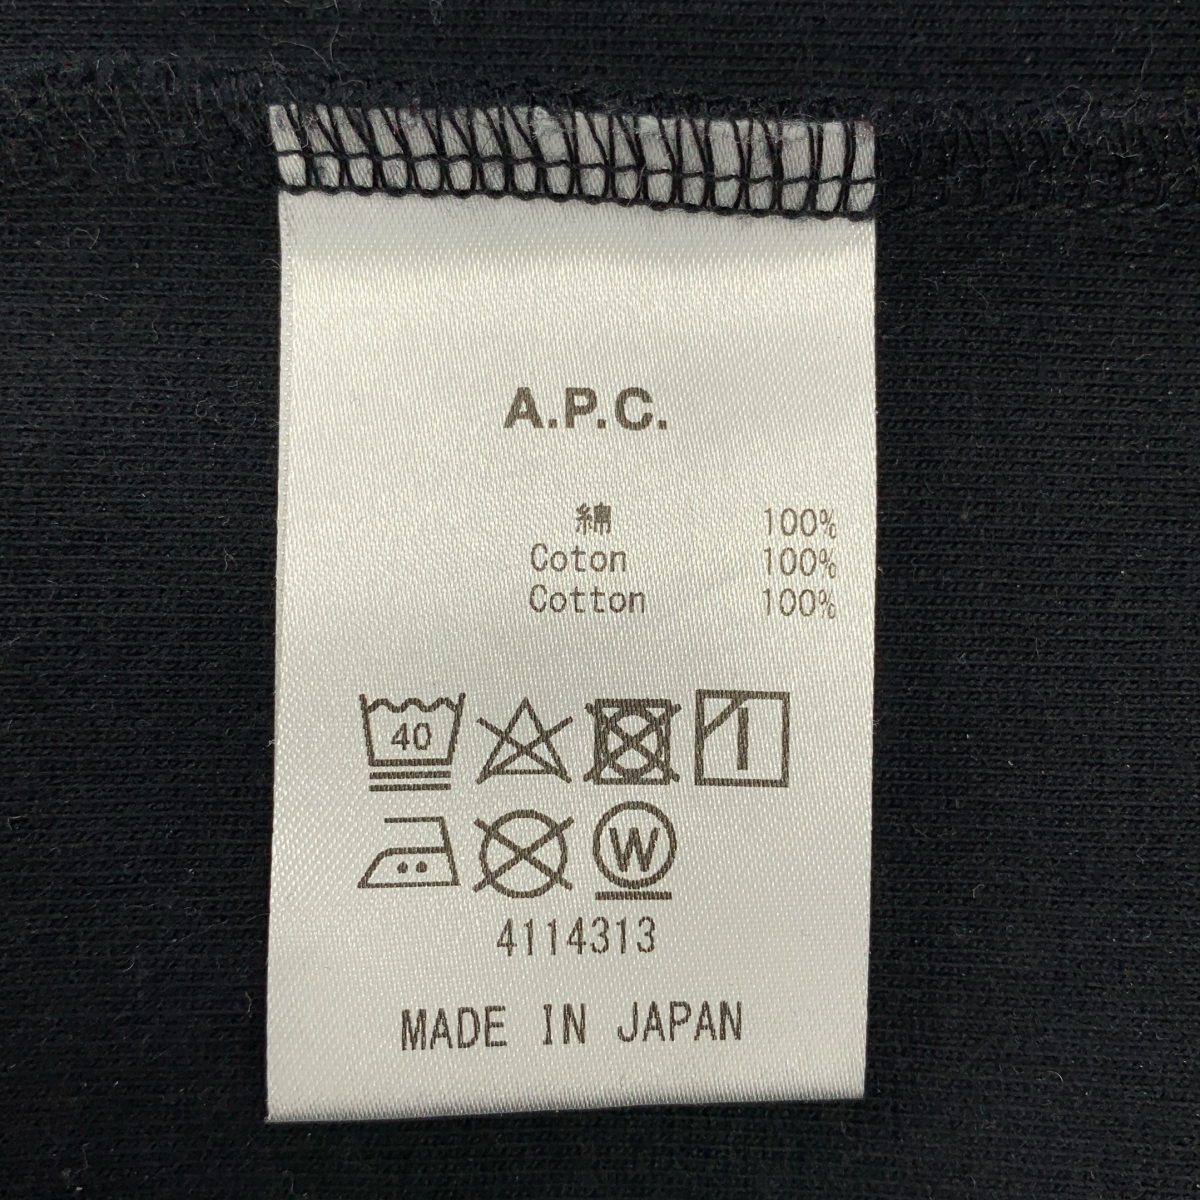 A.P.C.
綿 100%
Coton 100%
Cotton 100%
40
W
4114313
MADE IN JAPAN